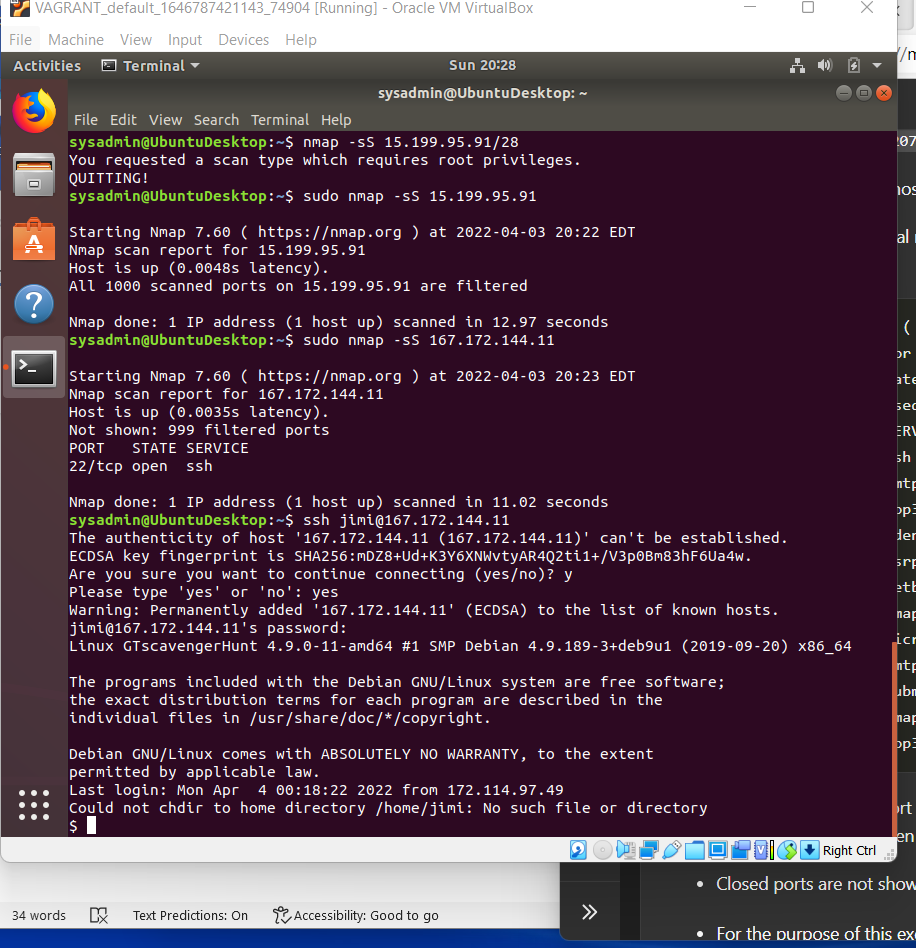 VAGRANT_default_1646787421143_74904 [Running] - Oracle VM VirtualBox
File Machine View Input Devices Help
Activities Terminal Sun 20:28
sysadmin@UbuntuDesktop: ~
File Edit View Search Terminal Help
sysadmin@UbuntuDesktop:~$ nmap -sS 15.199.95.91/28
You requested a scan type which requires root privileges.
QUITTING!
sysadmin@UbuntuDesktop:~$ sudo nmap -sS 15.199.95.91
Starting Nmap 7.60 ( https://nmap.org ) at 2022-04-03 20:22 EDT
Nmap scan report for 15.199.95.91
Host is up (0.0048s latency).
All 1000 scanned ports on 15.199.95.91 are filtered
Nmap done: 1 IP address (1 host up) scanned in 12.97 seconds
sysadmin@UbuntuDesktop:~$ sudo nmap -sS 167.172.144.11
Starting Nmap 7.60 ( https://nmap.org ) at 2022-04-03 20:23 EDT
Nmap scan report for 167.172.144.11
Host is up (0.0035s latency).
Not shown: 999 filtered ports
PORT   STATE SERVICE
22/tcp open  ssh
Nmap done: 1 IP address (1 host up) scanned in 11.02 seconds
sysadmin@UbuntuDesktop:~$ ssh jimi@167.172.144.11
The authenticity of host '167.172.144.11 (167.172.144.11)' can't be established.
ECDSA key fingerprint is SHA256:mDZ8+Ud+K3Y6XNWvtyAR4Q2ti1+/V3p0Bm83hF6Ua4w.
Are you sure you want to continue connecting (yes/no)? y
Please type 'yes' or 'no': yes
Warning: Permanently added '167.172.144.11' (ECDSA) to the list of known hosts.
jimi@167.172.144.11's password:
Linux GTscavengerHunt 4.9.0-11-amd64 #1 SMP Debian 4.9.189-3+deb9u1 (2019-09-20) x86_64
The programs included with the Debian GNU/Linux system are free software;
the exact distribution terms for each program are described in the
individual files in /usr/share/doc/*/copyright.
Debian GNU/Linux comes with ABSOLUTELY NO WARRANTY, to the extent
permitted by applicable law.
Last login: Mon Apr  4 00:18:22 2022 from 172.114.97.49
Could not chdir to home directory /home/jimi: No such file or directory
$
Right Ctrl
Closed ports are not show
For the purpose of this exe
34 words Text Predictions: On Accessibility: Good to go